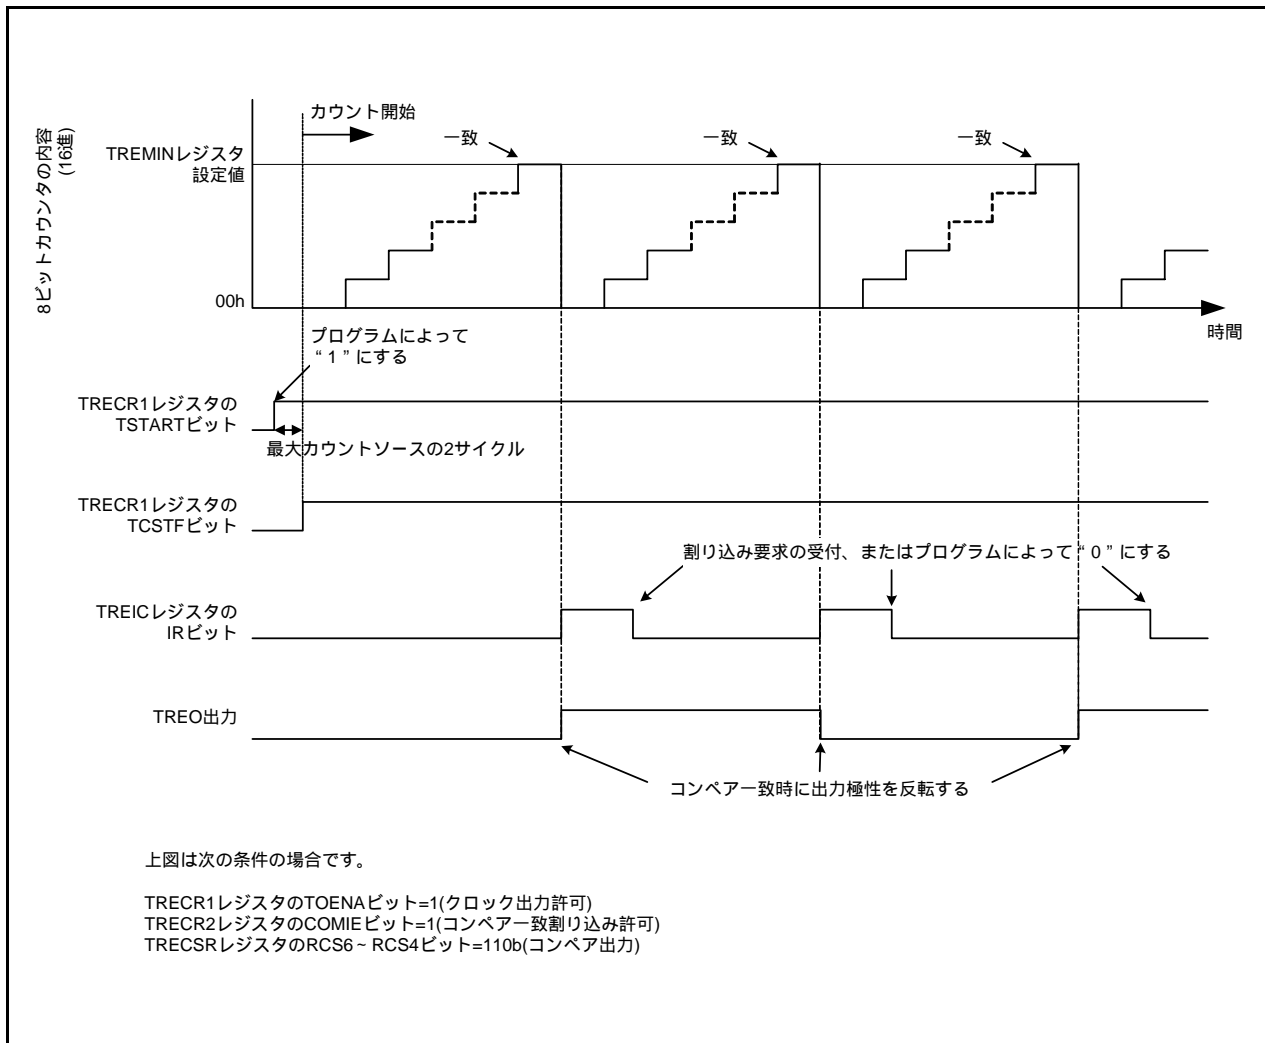 カウント開始
8ビットカウンタの内容
(16進)
TREMINレジスタ
設定値
一致
一致
一致
00h
時間
プログラムによって
“1”にする
TRECR1レジスタの
TSTARTビット
最大カウントソースの2サイクル
TRECR1レジスタの
TCSTFビット
割り込み要求の受付、またはプログラムによって“0”にする
TREICレジスタの
IRビット
TREO出力
コンペア一致時に出力極性を反転する
上図は次の条件の場合です。
TRECR1レジスタのTOENAビット=1(クロック出力許可)
TRECR2レジスタのCOMIEビット=1(コンペア一致割り込み許可)
TRECSRレジスタのRCS6~RCS4ビット=110b(コンペア出力)